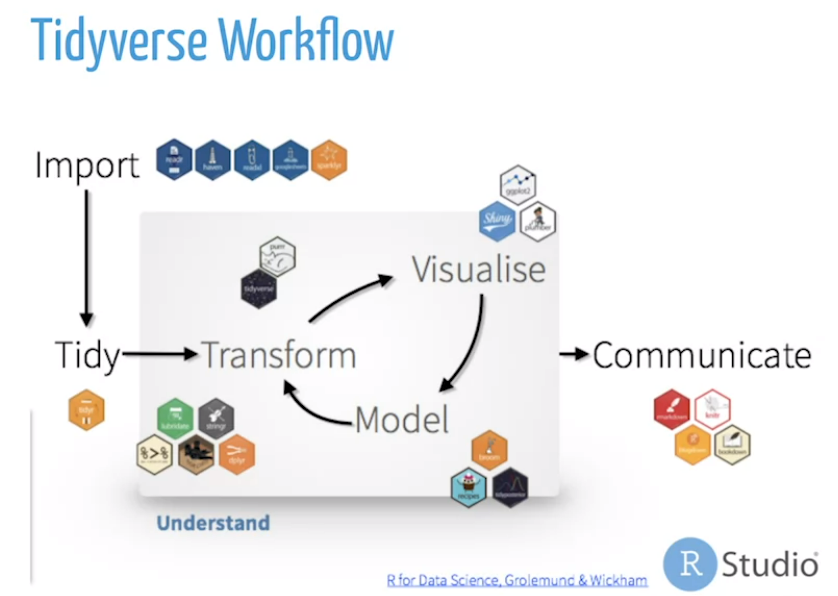 Tidyverse Workflow
Import
readr
haven
readxl
googlesheets
sparklyr
ggplot2
Shiny
plumber
purrr
tidyverse
Visualise
Tidy
Transform
Communicate
Model
tidyr
lubridate
stringr
dplyr
broom
recipes
rmarkdown
knitr
blogdown
bookdown
Understand
R for Data Science, Grolemund & Wickham
R Studio